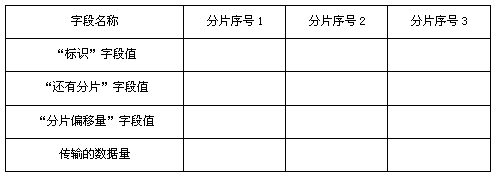 字段名称 分片序号1 分片序号2 分片序号3
“标识”字段值
“还有分片”字段值
“分片偏移量”字段值
传输的数据量